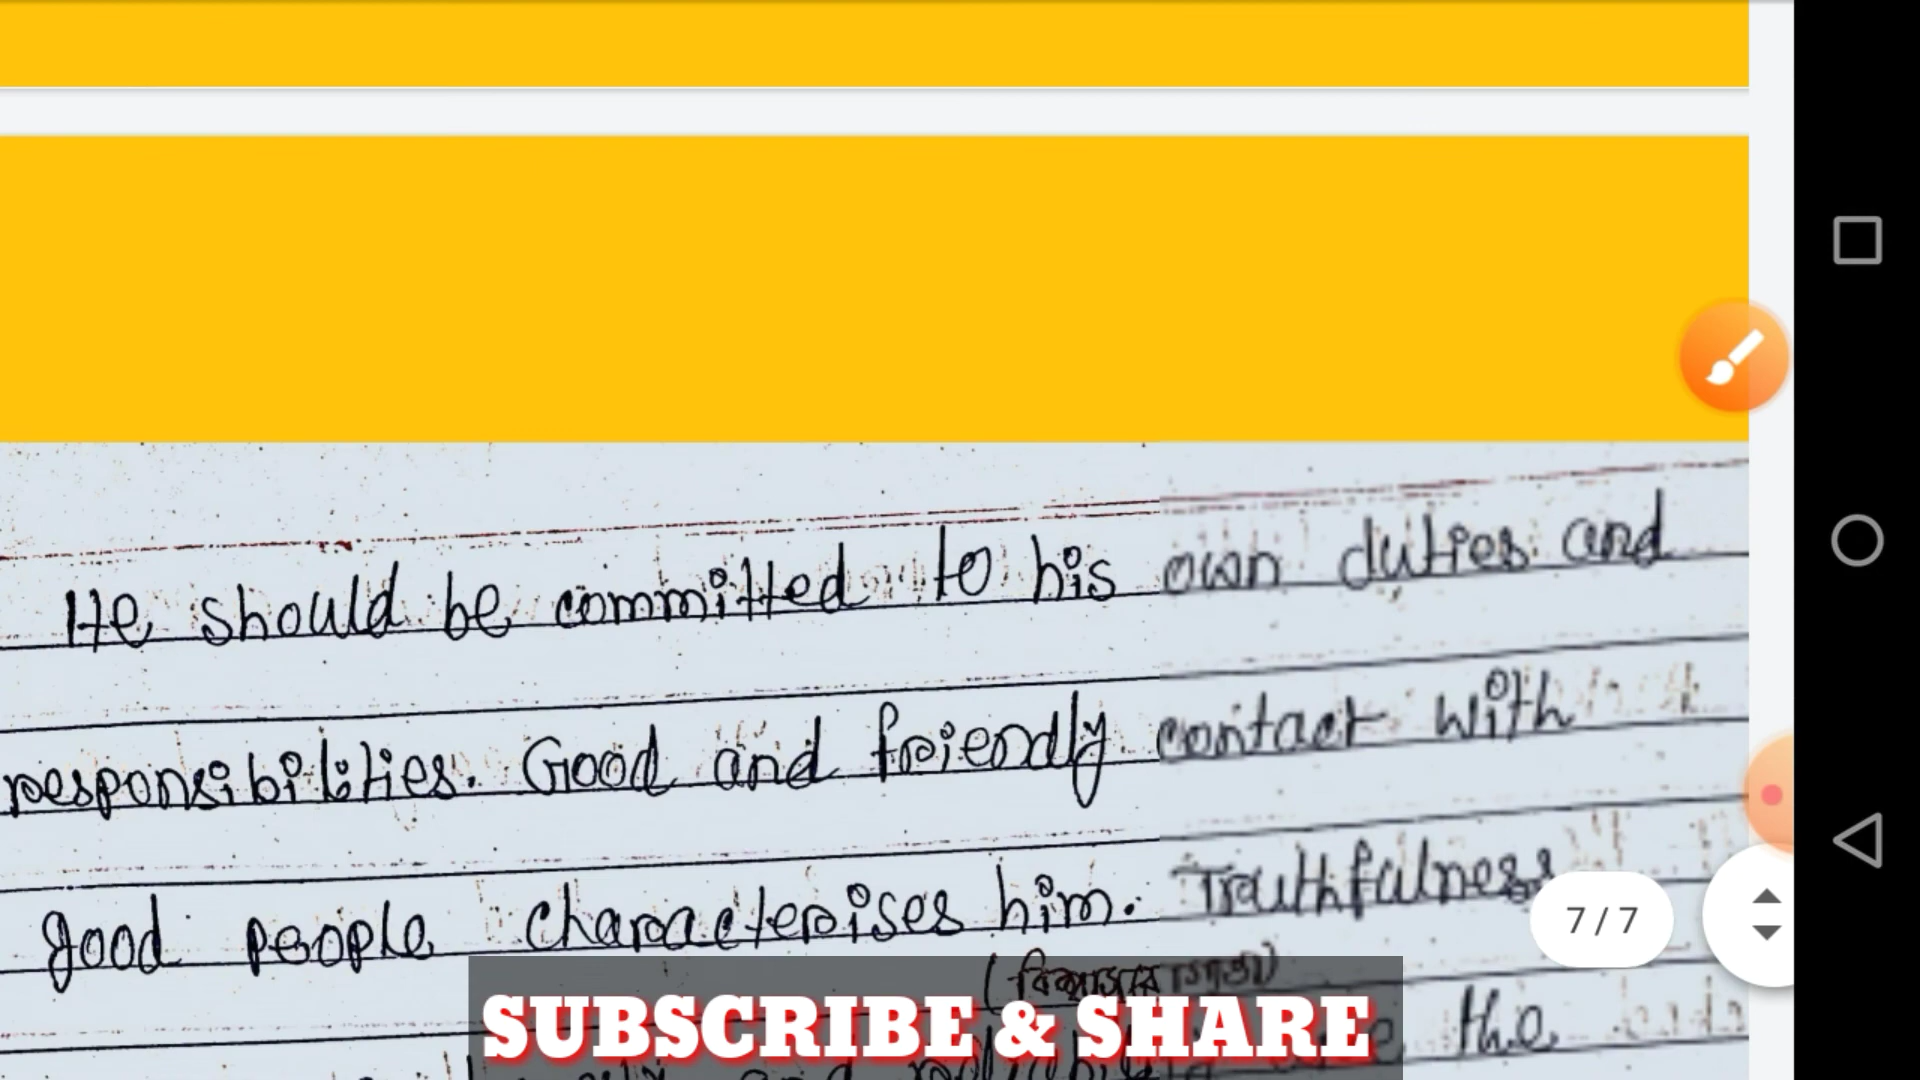 He should be committed to his own duties and
responsibilities. Good and friendly contact with
good people characterises him. Truthfulness
7/7
SUBSCRIBE & SHARE
the